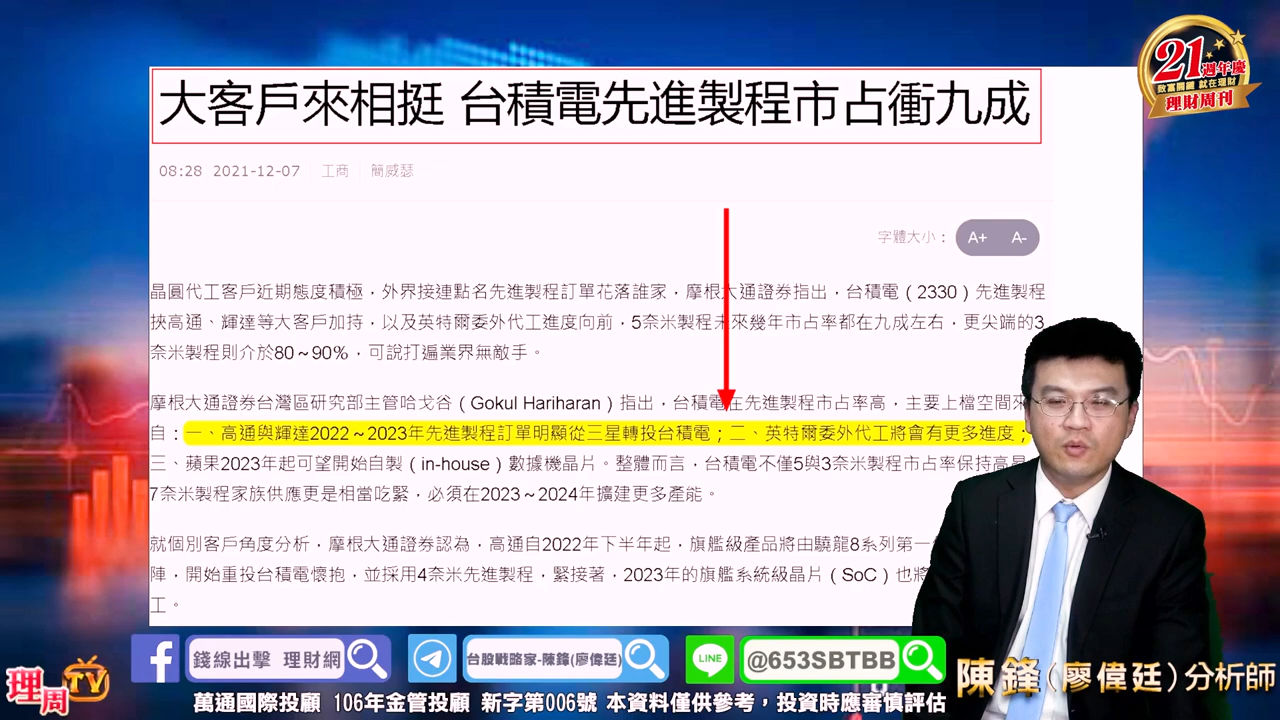 大客戶來相挺 台積電先進製程市占衝九成
21週年慶
致富關鍵 就在理財
理財周刊
08:28 2021-12-07 工商 簡威瑟
字體大小： A+ A-
晶圓代工客戶近期態度積極，外界接連點名先進製程訂單花落誰家，摩根大通證券指出，台積電（2330）先進製程
挾高通、輝達等大客戶加持，以及英特爾委外代工進度向前，5奈米製程未來幾年市占率都在九成左右，更尖端的3
奈米製程則介於80～90%，可說打遍業界無敵手。
摩根大通證券台灣區研究部主管哈戈谷（Gokul Hariharan）指出，台積電在先進製程市占率高，主要上檔空間來
自：一、高通與輝達2022～2023年先進製程訂單明顯從三星轉投台積電；二、英特爾委外代工將會有更多進度；
三、蘋果2023年起可望開始自製（in-house）數據機晶片。整體而言，台積電不僅5與3奈米製程市占率保持高
7奈米製程家族供應更是相當吃緊，必須在2023～2024年擴建更多產能。
就個別客戶角度分析，摩根大通證券認為，高通自2022年下半年起，旗艦級產品將由驍龍8系列第一
陣，開始重投台積電懷抱，並採用4奈米先進製程，緊接著，2023年的旗艦系統級晶片（SoC）也將
工。
錢線出擊 理財網
台股戰略家-陳鋒(廖偉廷)
LINE
@653SBTBB
理周TV
陳鋒(廖偉廷)分析師
萬通國際投顧 106年金管投顧 新字第006號 本資料僅供參考，投資時應審慎評估